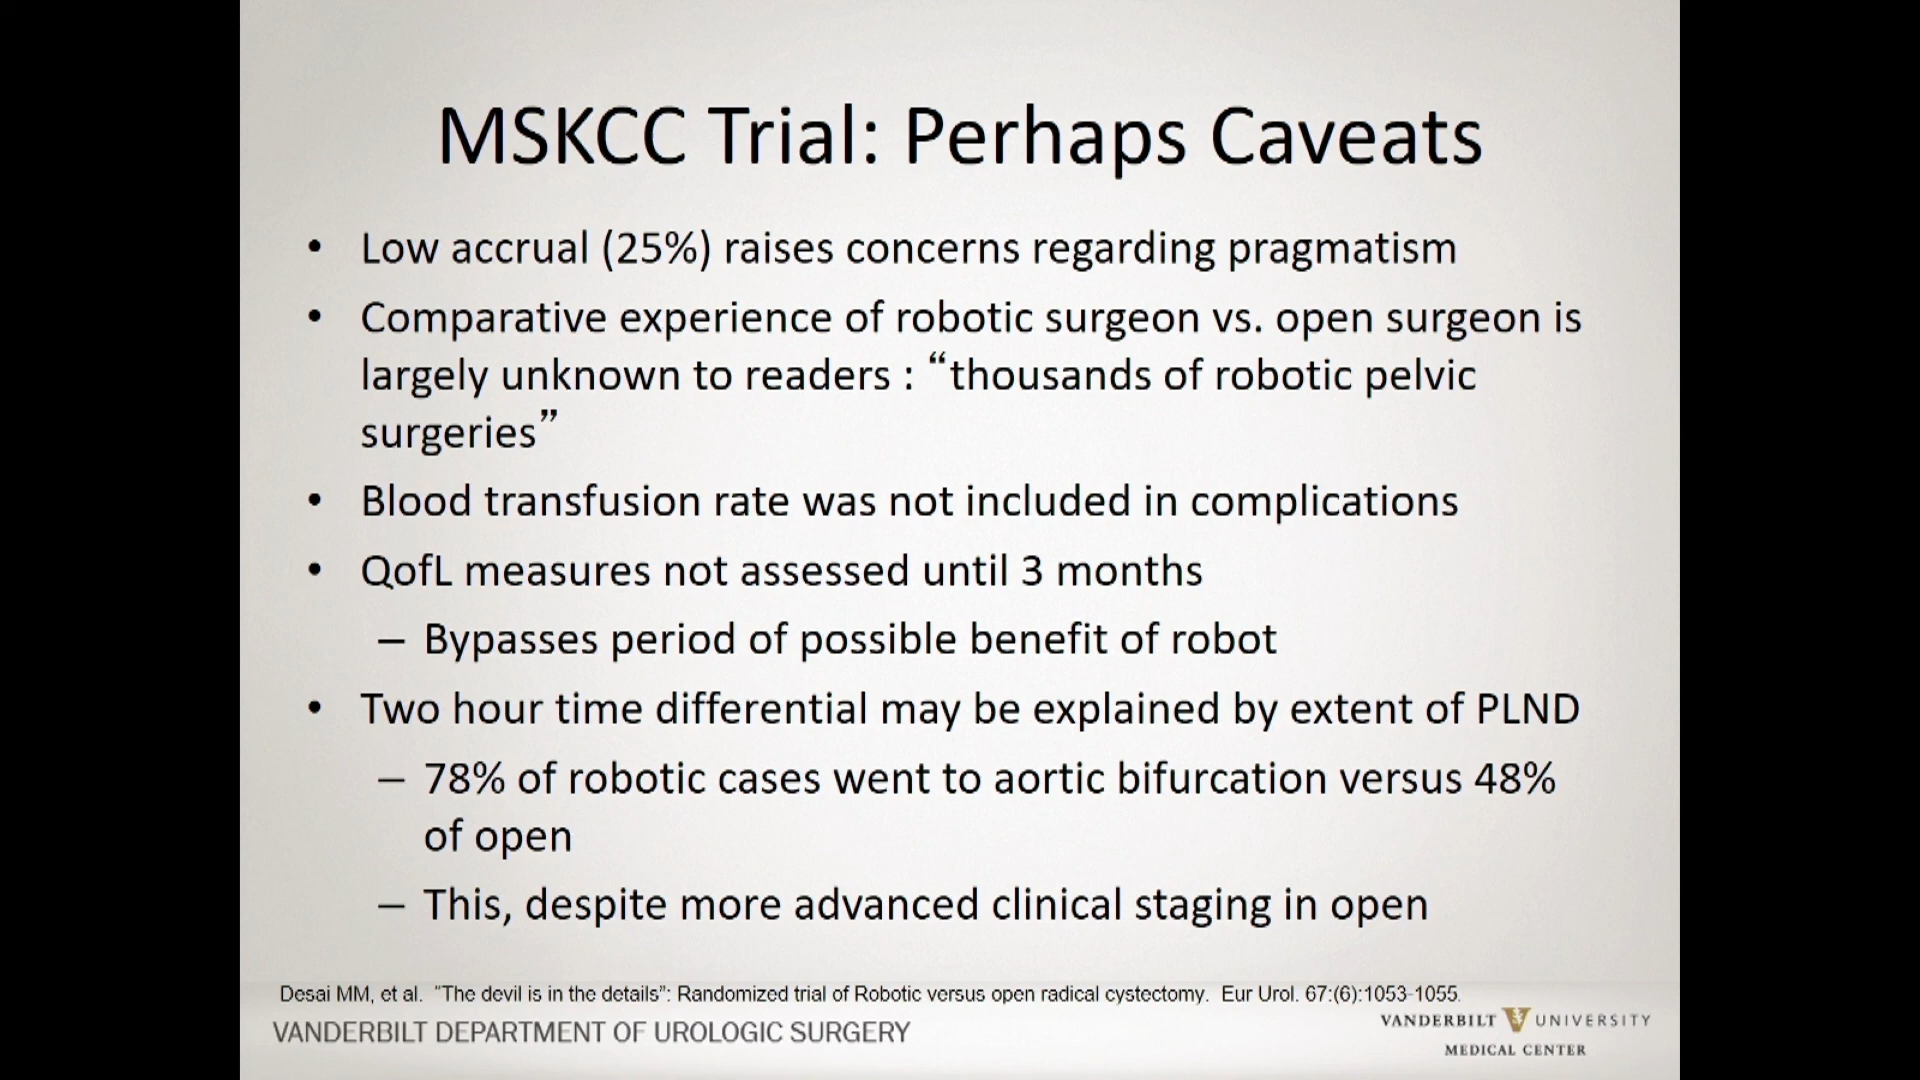 MSKCC Trial: Perhaps Caveats
• Low accrual (25%) raises concerns regarding pragmatism
• Comparative experience of robotic surgeon vs. open surgeon is
largely unknown to readers : “thousands of robotic pelvic
surgeries”
• Blood transfusion rate was not included in complications
• QofL measures not assessed until 3 months
– Bypasses period of possible benefit of robot
• Two hour time differential may be explained by extent of PLND
– 78% of robotic cases went to aortic bifurcation versus 48%
of open
– This, despite more advanced clinical staging in open
Desai MM, et al. “The devil is in the details”: Randomized trial of Robotic versus open radical cystectomy. Eur Urol. 67:(6):1053-1055.
VANDERBILT DEPARTMENT OF UROLOGIC SURGERY
VANDERBILT UNIVERSITY
MEDICAL CENTER